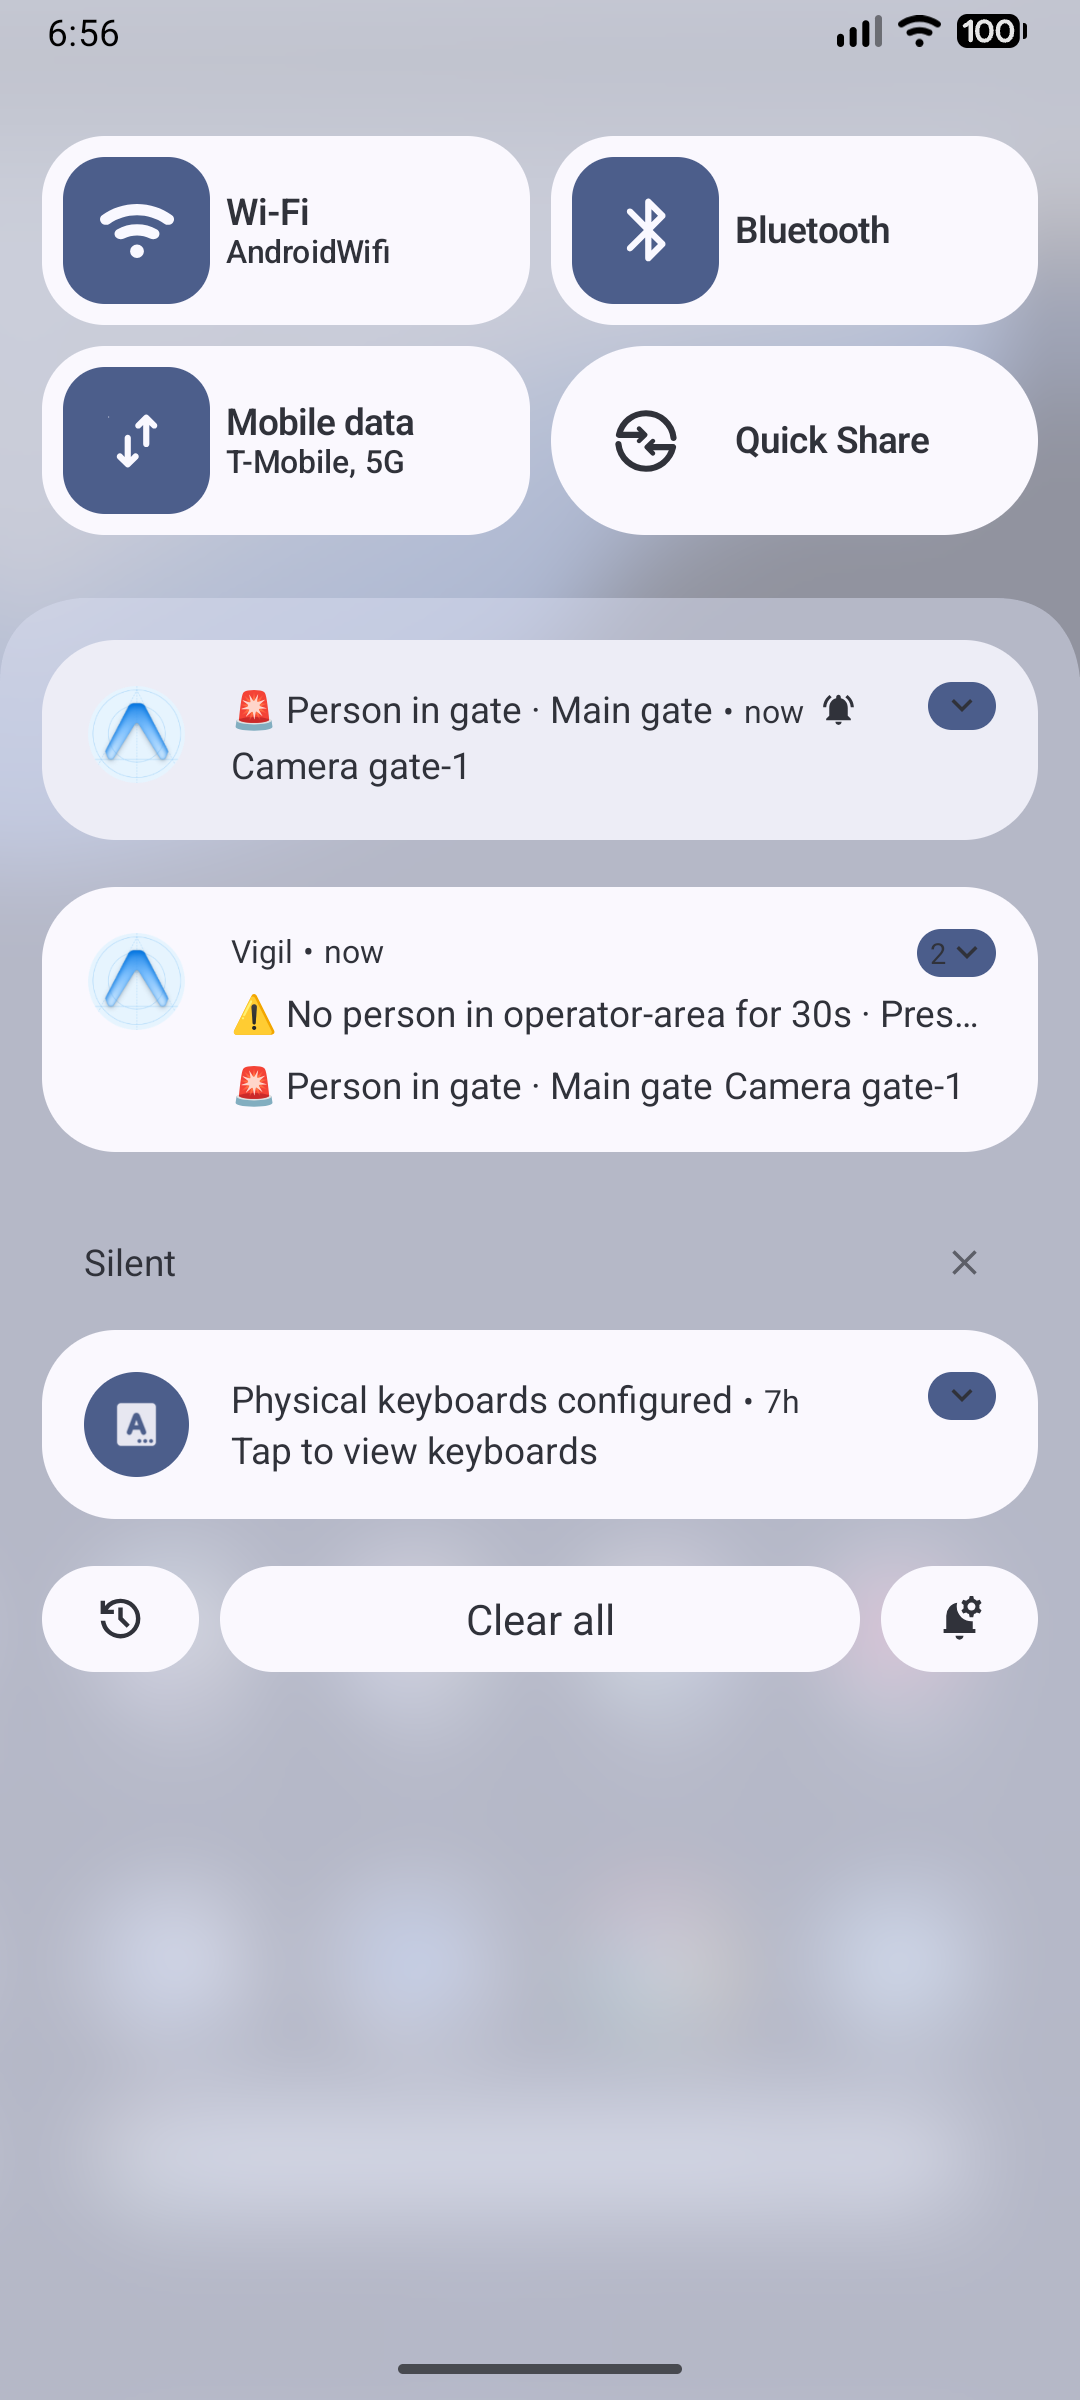 6:56
100
Wi-Fi
AndroidWifi
Bluetooth
Mobile data
T-Mobile, 5G
Quick Share
🚨 Person in gate · Main gate • now
Camera gate-1
Vigil • now
2
⚠️ No person in operator-area for 30s · Pres…
🚨 Person in gate · Main gate Camera gate-1
Silent
Physical keyboards configured • 7h
Tap to view keyboards
Clear all